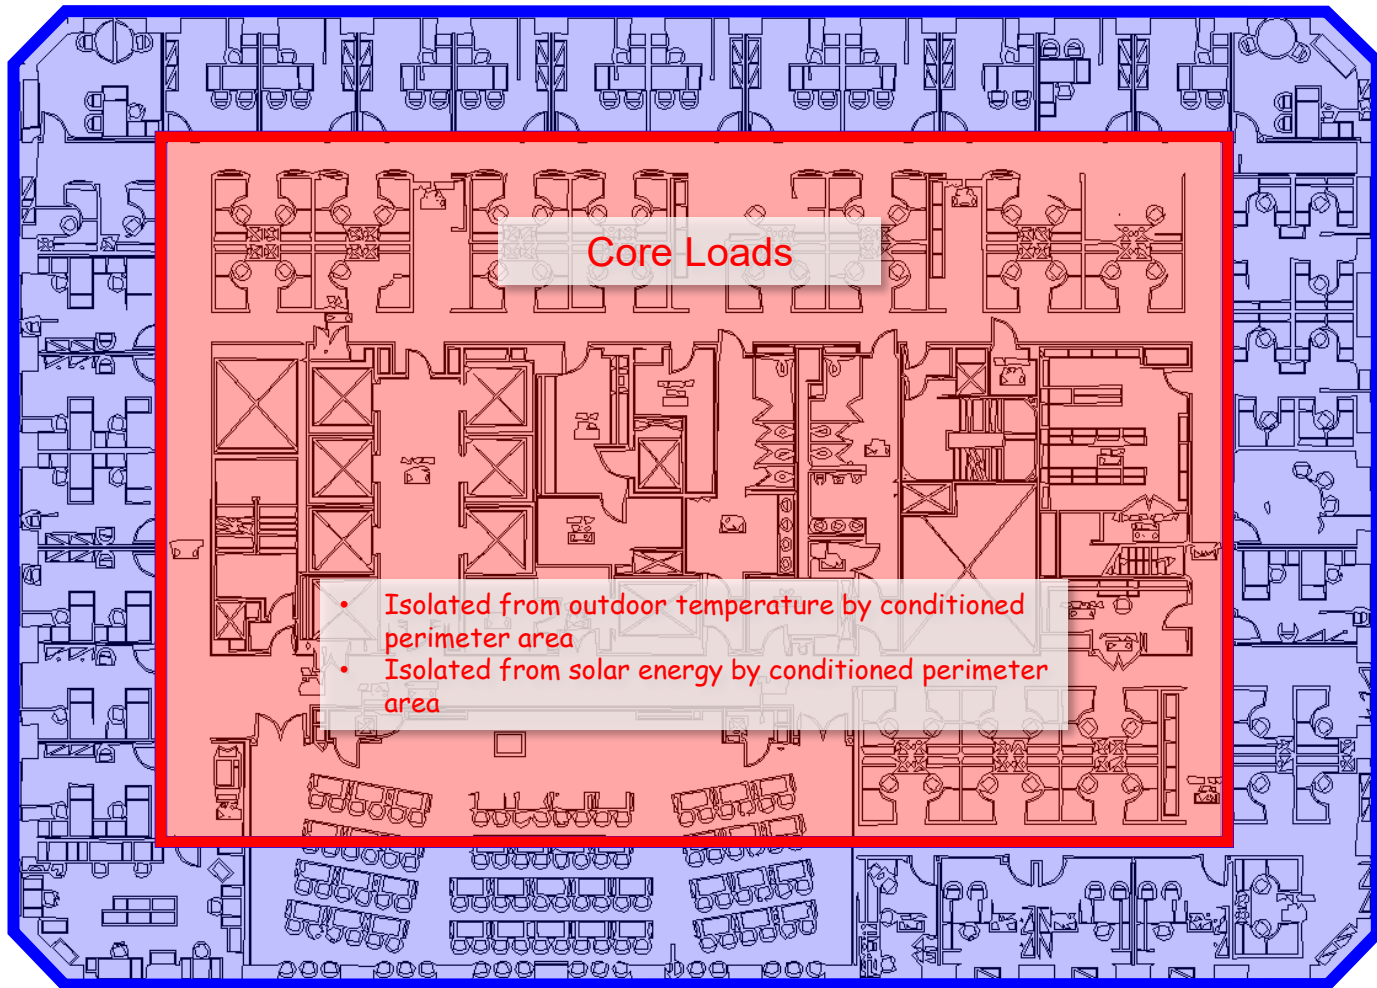 Core Loads
• Isolated from outdoor temperature by conditioned
perimeter area
• Isolated from solar energy by conditioned perimeter
area